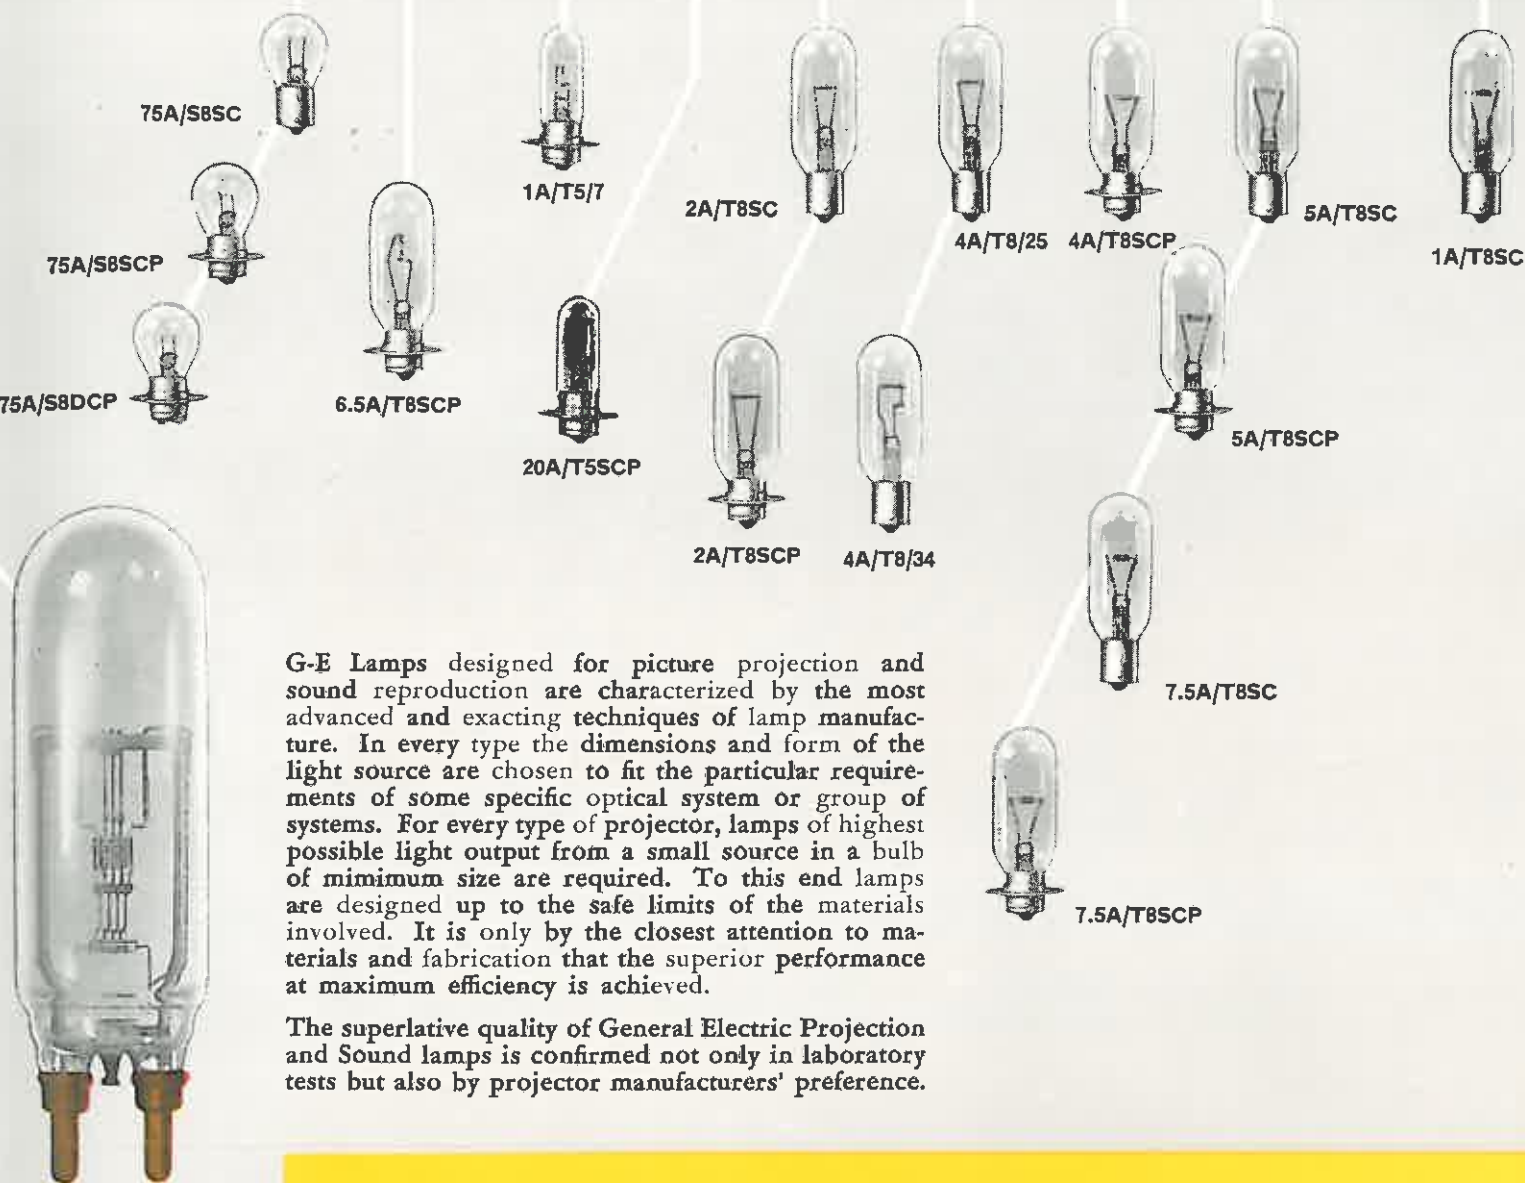 75A/S8SC
1A/T5/7
2A/T8SC
4A/T8/25
4A/T8SCP
5A/T8SC
1A/T8SC
75A/S8SCP
75A/S8DCP
6.5A/T8SCP
20A/T5SCP
5A/T8SCP
2A/T8SCP
4A/T8/34
7.5A/T8SC
7.5A/T8SCP
G-E Lamps designed for picture projection and
sound reproduction are characterized by the most
advanced and exacting techniques of lamp manufac-
ture. In every type the dimensions and form of the
light source are chosen to fit the particular require-
ments of some specific optical system or group of
systems. For every type of projector, lamps of highest
possible light output from a small source in a bulb
of mimimum size are required. To this end lamps
are designed up to the safe limits of the materials
involved. It is only by the closest attention to ma-
terials and fabrication that the superior performance
at maximum efficiency is achieved.
The superlative quality of General Electric Projection
and Sound lamps is confirmed not only in laboratory
tests but also by projector manufacturers' preference.